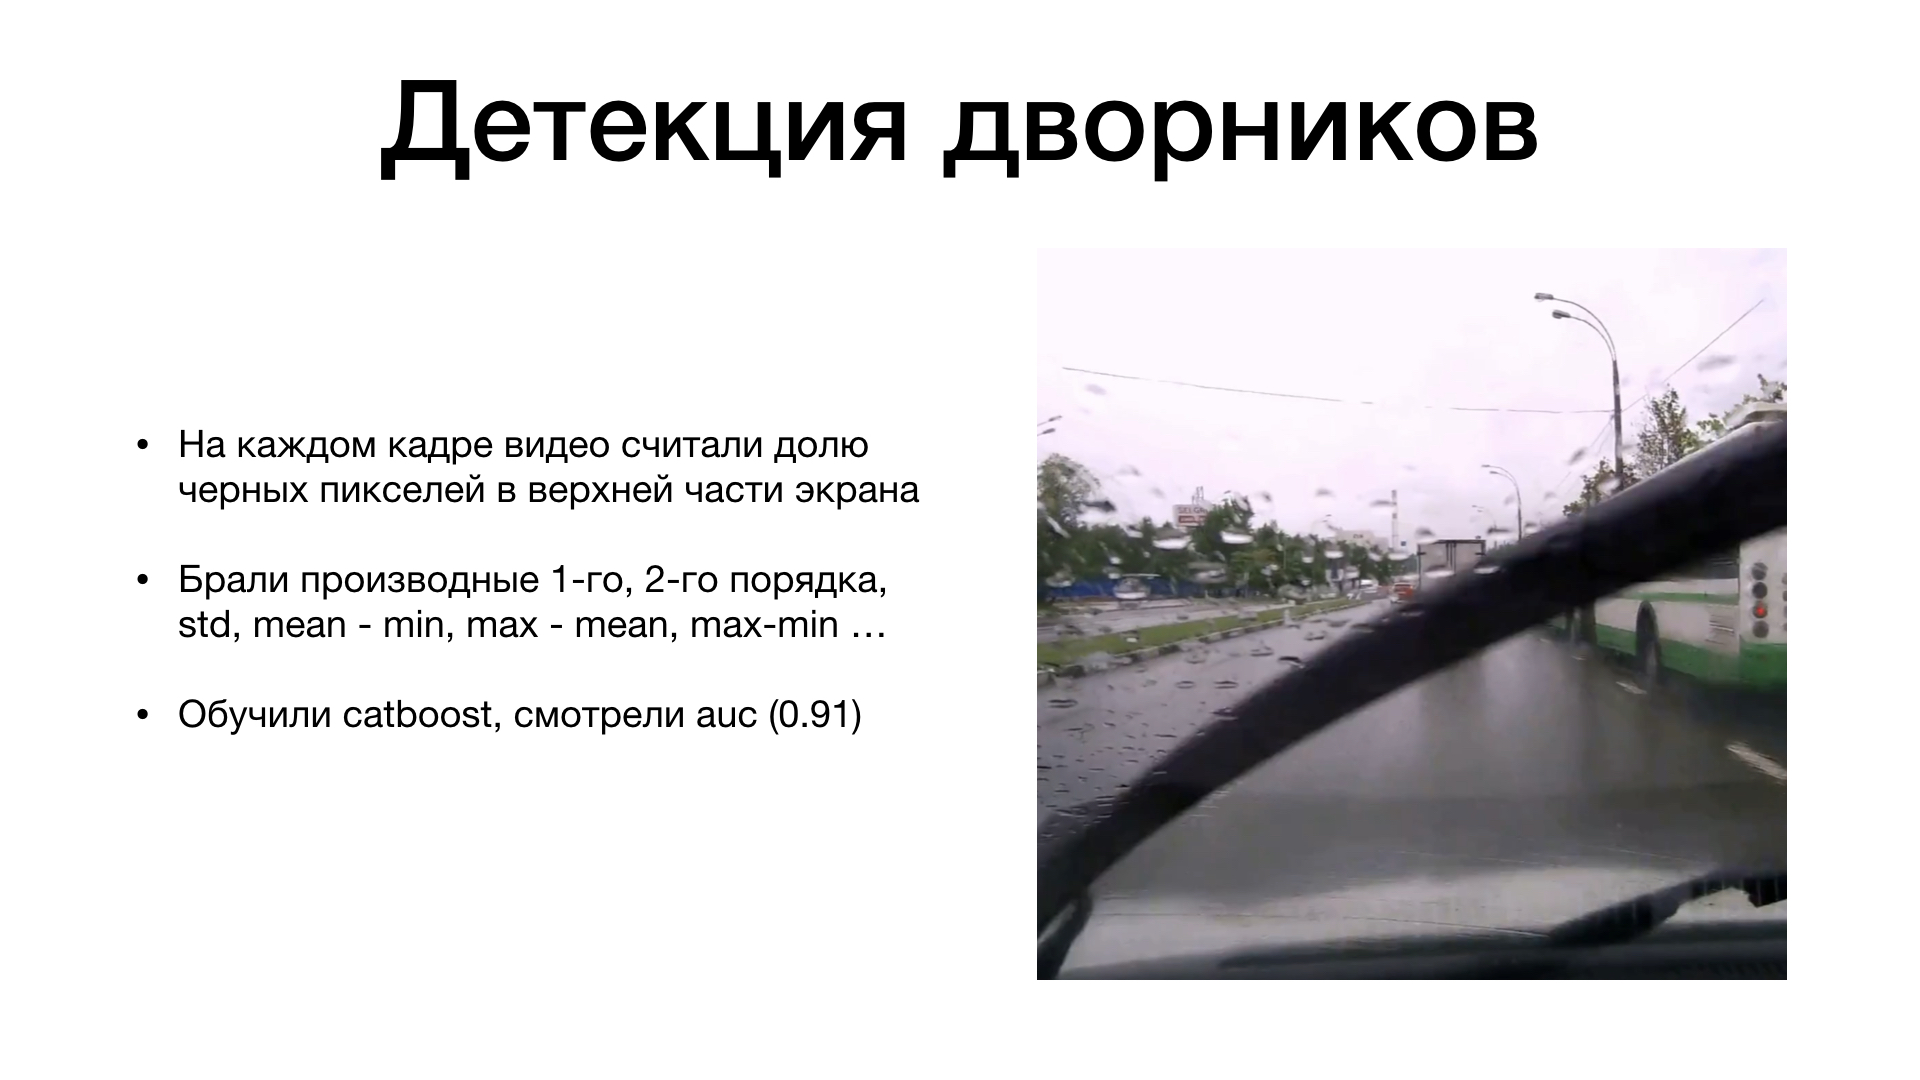 Детекция дворников
• На каждом кадре видео считали долю
черных пикселей в верхней части экрана
• Брали производные 1-го, 2-го порядка,
std, mean - min, max - mean, max-min …
• Обучили catboost, смотрели auc (0.91)